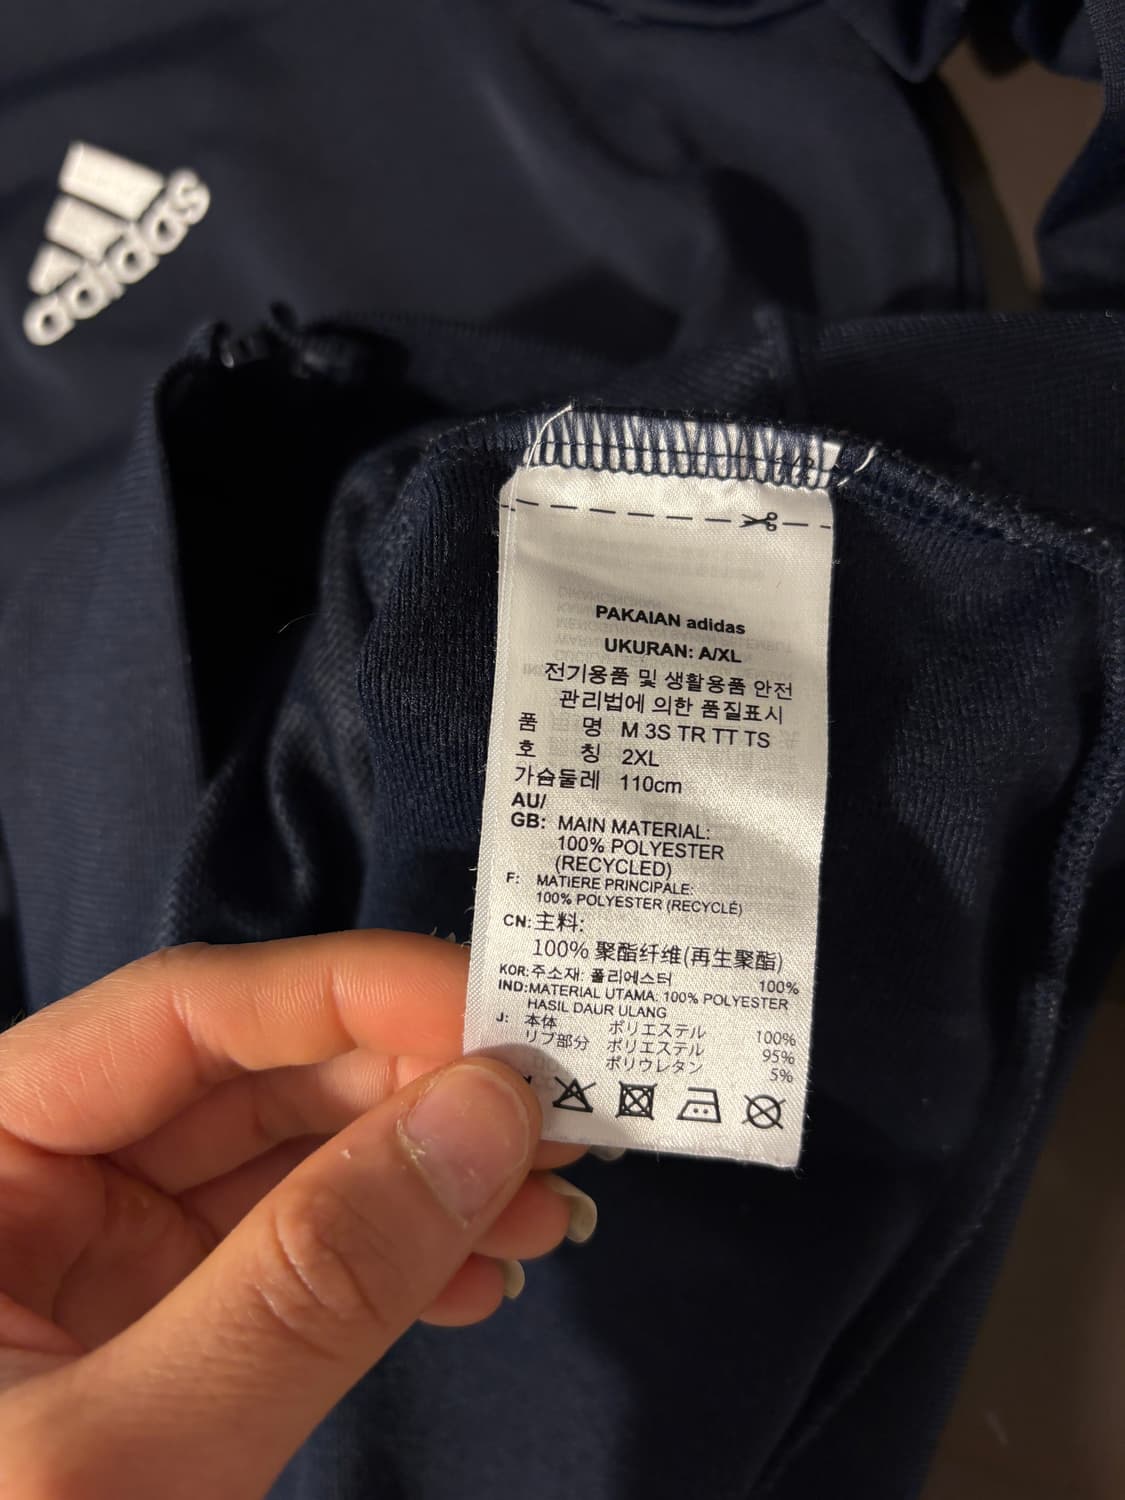 adidas
PAKAIAN adidas
UKURAN: A/XL
전기용품 및 생활용품 안전
관리법에 의한 품질표시
품 명 M 3S TR TT TS
호 칭 2XL
가슴둘레 110cm
AU/
GB: MAIN MATERIAL:
100% POLYESTER
(RECYCLED)
F: MATIERE PRINCIPALE:
100% POLYESTER (RECYCLÉ)
CN: 主料:
100% 聚酯纤维(再生聚酯)
KOR: 주소재: 폴리에스터 100%
IND: MATERIAL UTAMA: 100% POLYESTER
HASIL DAUR ULANG
J: 本体 ポリエステル 100%
リブ部分 ポリエステル 95%
ポリウレタン 5%